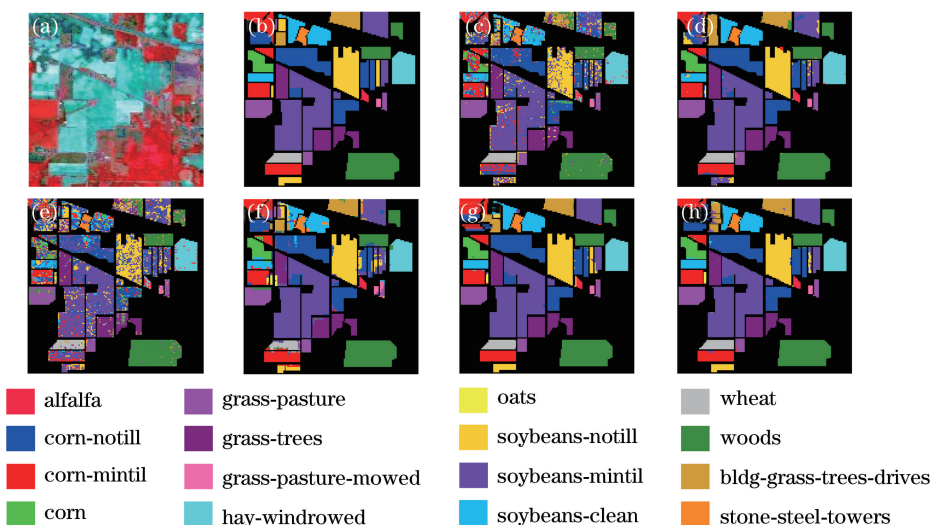 (a) (b) (c) (d)
(e) (f) (g) (h)
alfalfa grass-pasture oats wheat
corn-notill grass-trees soybeans-notill woods
corn-mintil grass-pasture-mowed soybeans-mintil bldg-grass-trees-drives
corn hay-windrowed soybeans-clean stone-steel-towers